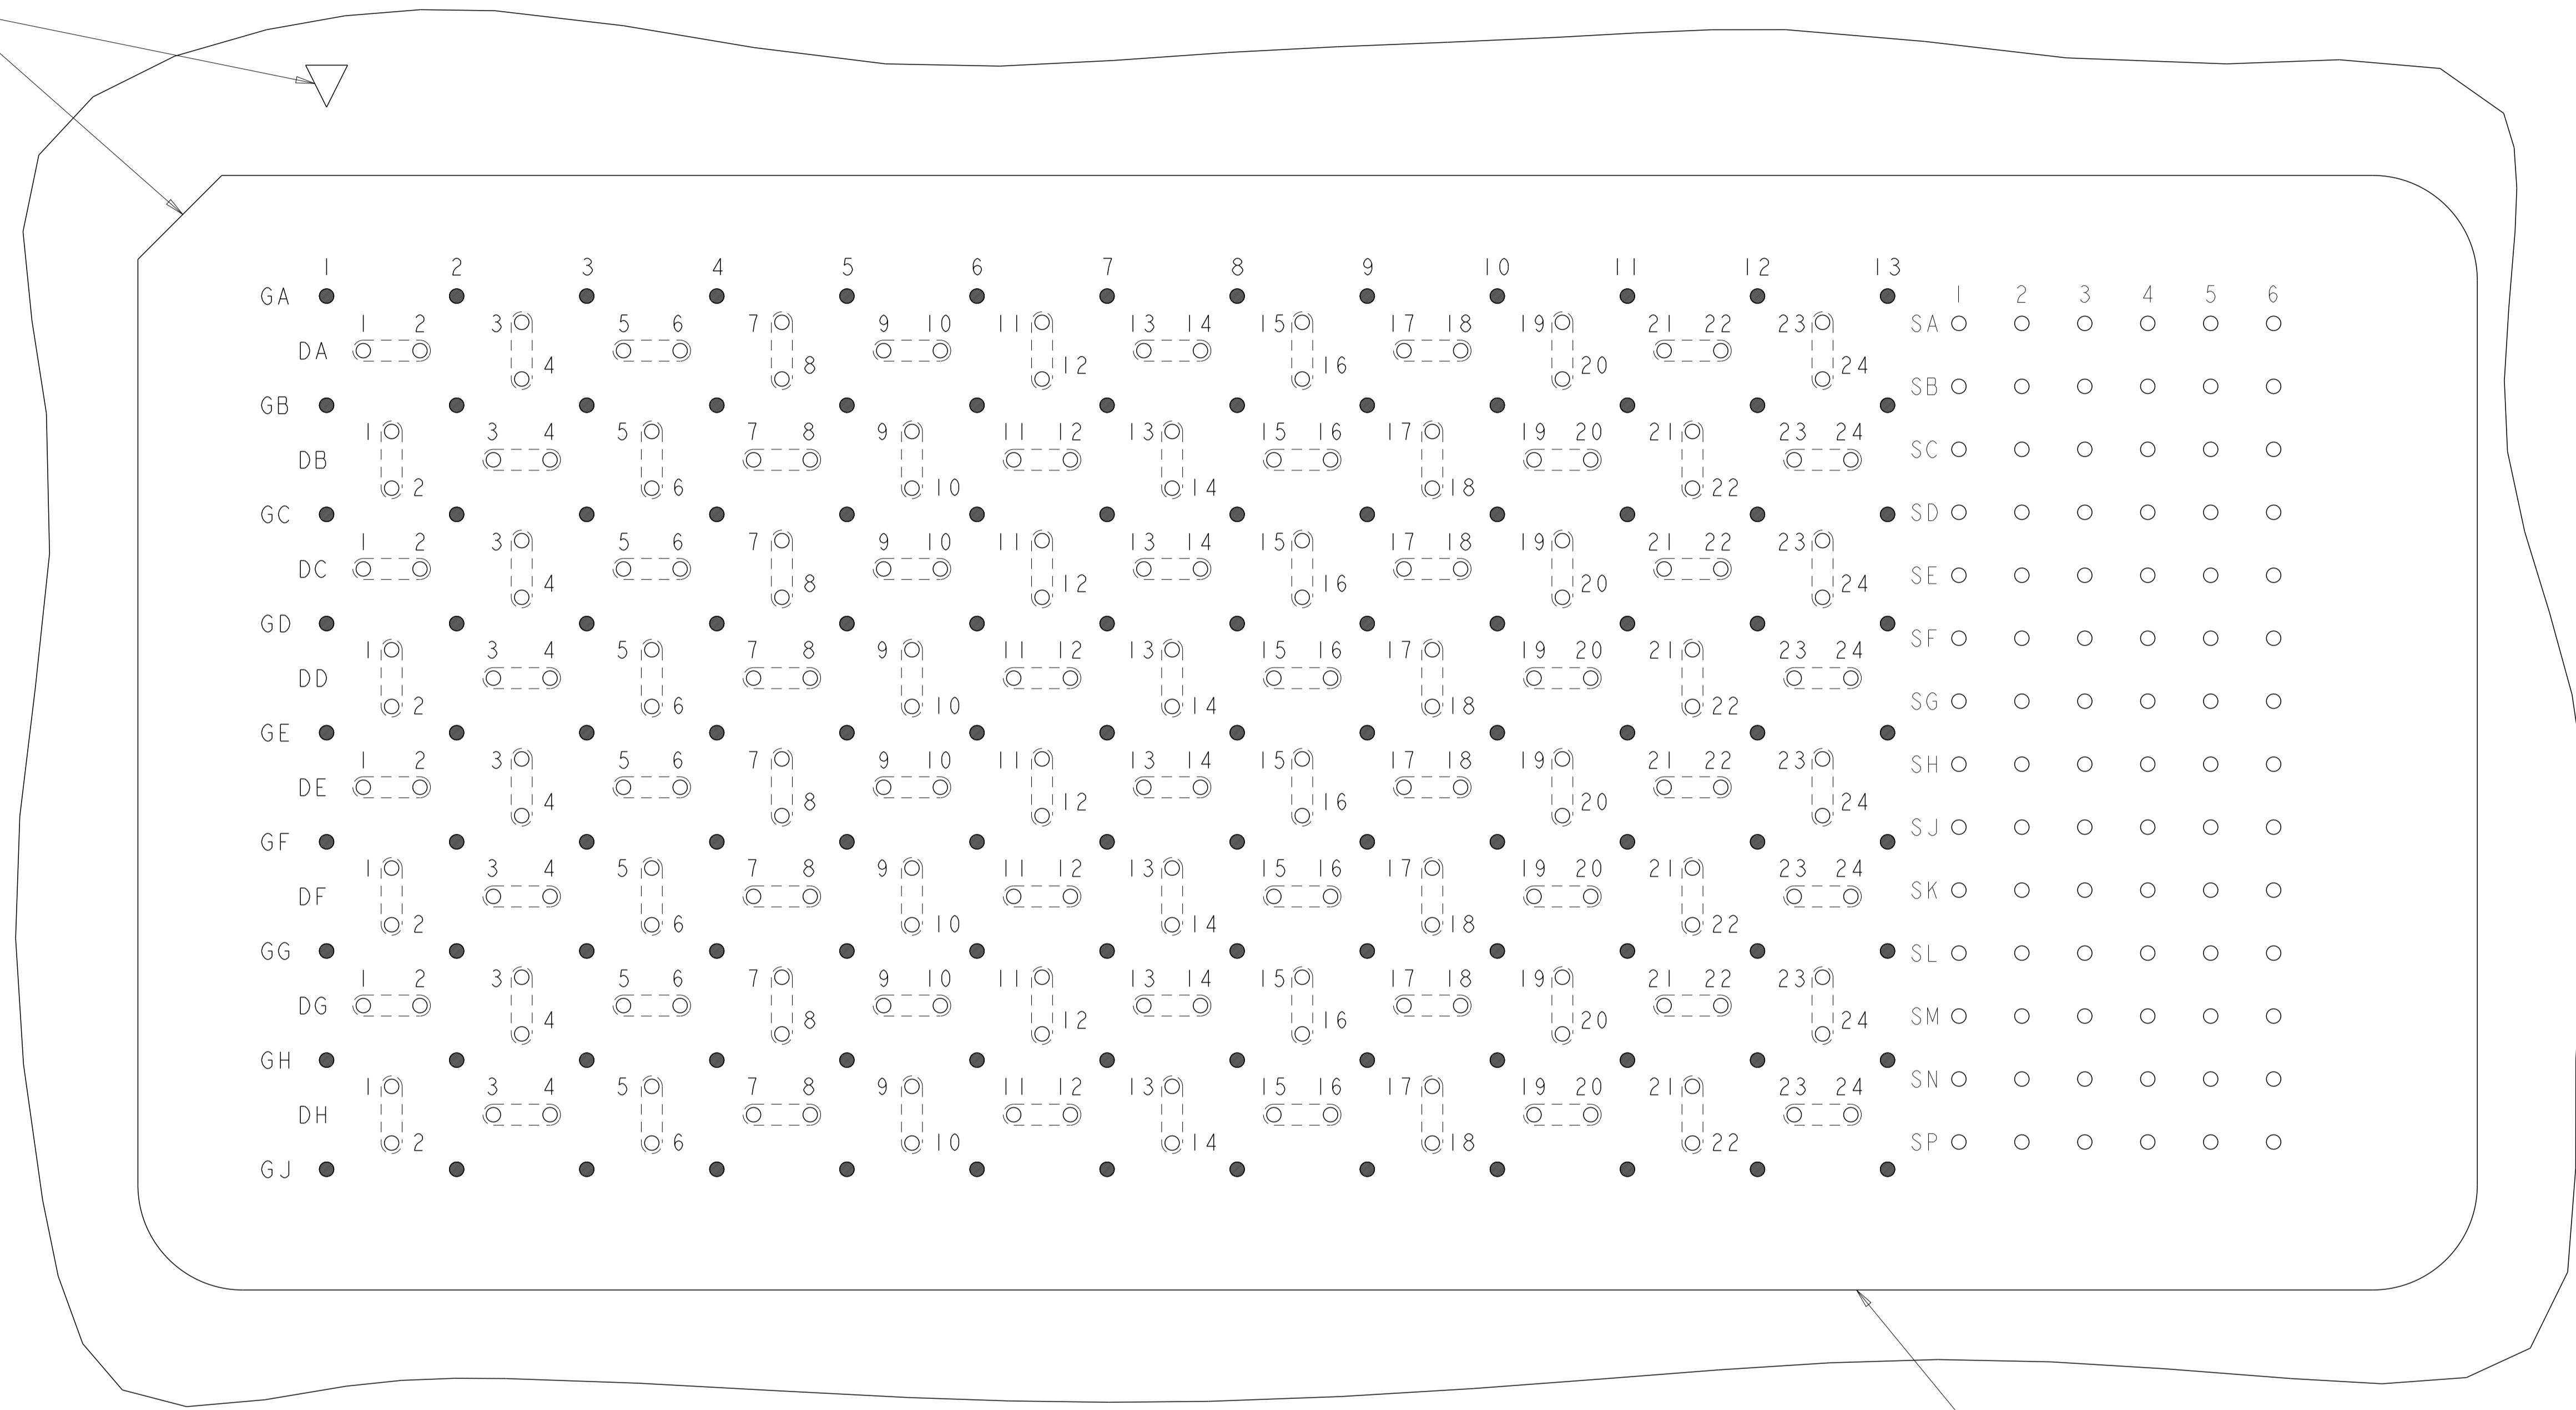 1 2 3 4 5 6 7 8 9 10 11 12 13
GA 1 2 3 4 5 6
1 2 3 5 6 7 9 10 11 13 14 15 17 18 19 21 22 23 SA
DA 4 8 12 16 20 24
SB
GB
1 3 4 5 7 8 9 11 12 13 15 16 17 19 20 21 23 24
DB SC
2 6 10 14 18 22
GC SD
1 2 3 5 6 7 9 10 11 13 14 15 17 18 19 21 22 23
DC 4 8 12 16 20 24 SE
GD SF
1 3 4 5 7 8 9 11 12 13 15 16 17 19 20 21 23 24
DD
2 6 10 14 18 22 SG
GE
1 2 3 5 6 7 9 10 11 13 14 15 17 18 19 21 22 23 SH
DE 4 8 12 16 20 24
GF SJ
1 3 4 5 7 8 9 11 12 13 15 16 17 19 20 21 23 24
DF SK
2 6 10 14 18 22
GG SL
1 2 3 5 6 7 9 10 11 13 14 15 17 18 19 21 22 23
DG 4 8 12 16 20 24 SM
GH
1 3 4 5 7 8 9 11 12 13 15 16 17 19 20 21 23 24 SN
DH
2 6 10 14 18 22 SP
GJ